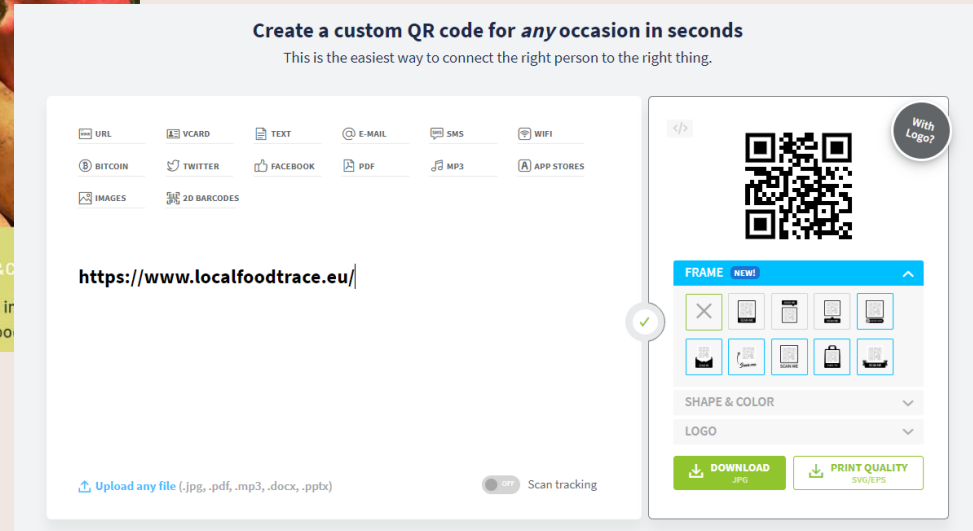 Create a custom QR code for any occasion in seconds
This is the easiest way to connect the right person to the right thing.
URL VCARD TEXT E-MAIL SMS WIFI
BITCOIN TWITTER FACEBOOK PDF MP3 APP STORES
IMAGES 2D BARCODES
https://www.localfoodtrace.eu/
Upload any file (.jpg, .pdf, .mp3, .docx, .pptx)
OFF Scan tracking
</>
With
Logo?
FRAME NEW!
SCAN ME
SHAPE & COLOR
LOGO
DOWNLOAD
JPG
PRINT QUALITY
SVG/EPS
&C
in